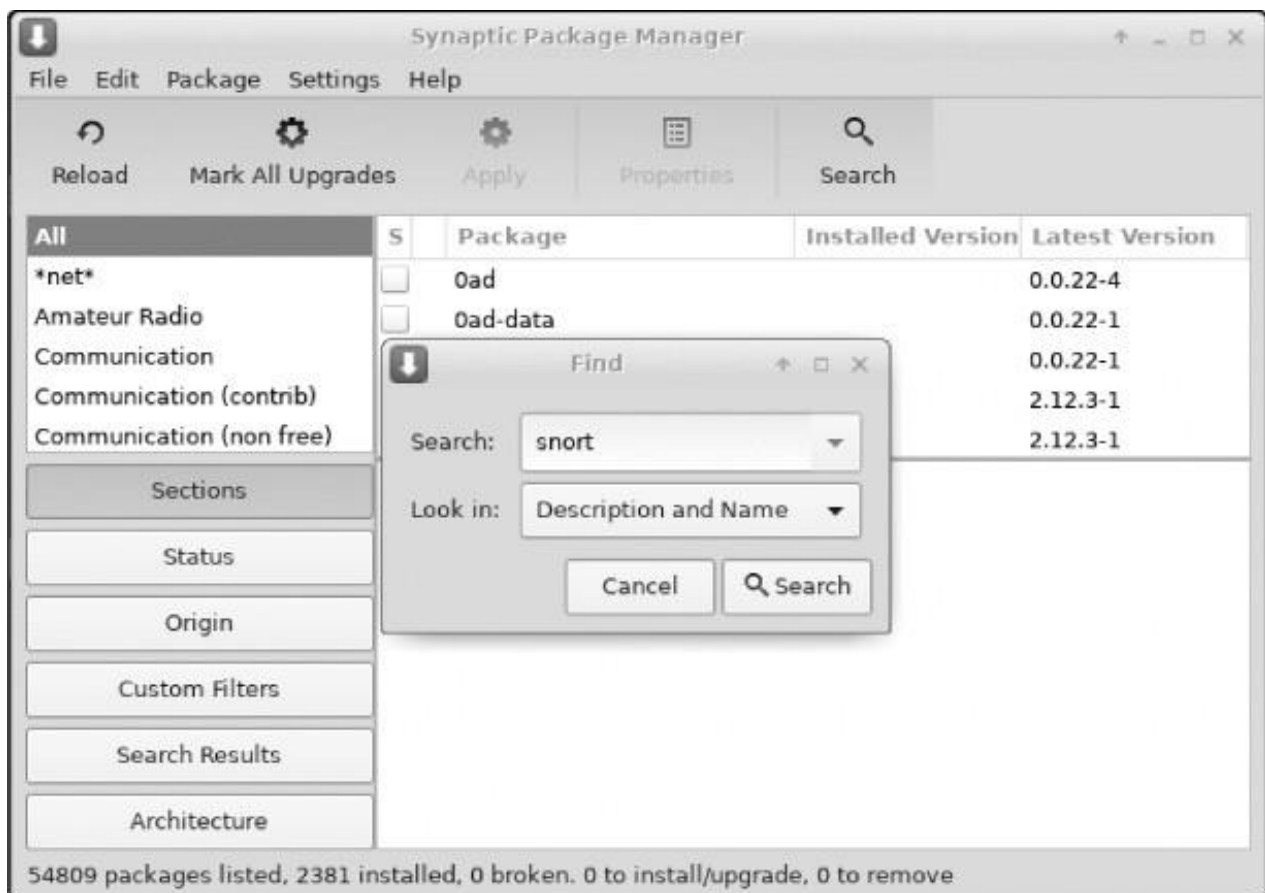 Synaptic Package Manager
File Edit Package Settings Help
Reload Mark All Upgrades Apply Properties Search
All
*net*
Amateur Radio
Communication
Communication (contrib)
Communication (non free)
Sections
Status
Origin
Custom Filters
Search Results
Architecture
S Package Installed Version Latest Version
0ad 0.0.22-4
0ad-data 0.0.22-1
0.0.22-1
2.12.3-1
2.12.3-1
Find
Search: snort
Look in: Description and Name
Cancel Search
54809 packages listed, 2381 installed, 0 broken. 0 to install/upgrade, 0 to remove